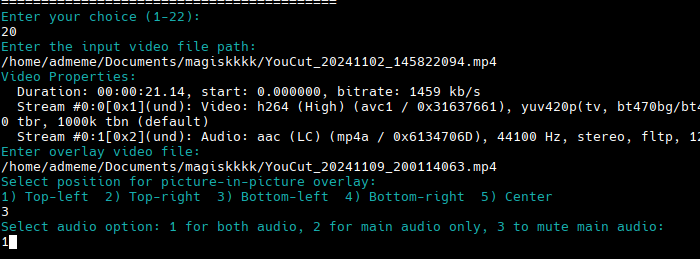 ==========================================
Enter your choice (1-22):
20
Enter the input video file path:
/home/admeme/Documents/magiskkkk/YouCut_20241102_145822094.mp4
Video Properties:
Duration: 00:00:21.14, start: 0.000000, bitrate: 1459 kb/s
Stream #0:0[0x1](und): Video: h264 (High) (avc1 / 0x31637661), yuv420p(tv, bt470bg/bt4
0 tbr, 1000k tbn (default)
Stream #0:1[0x2](und): Audio: aac (LC) (mp4a / 0x6134706D), 44100 Hz, stereo, fltp, 12
Enter overlay video file:
/home/admeme/Documents/magiskkkk/YouCut_20241109_200114063.mp4
Select position for picture-in-picture overlay:
1) Top-left  2) Top-right  3) Bottom-left  4) Bottom-right  5) Center
3
Select audio option: 1 for both audio, 2 for main audio only, 3 to mute main audio:
1